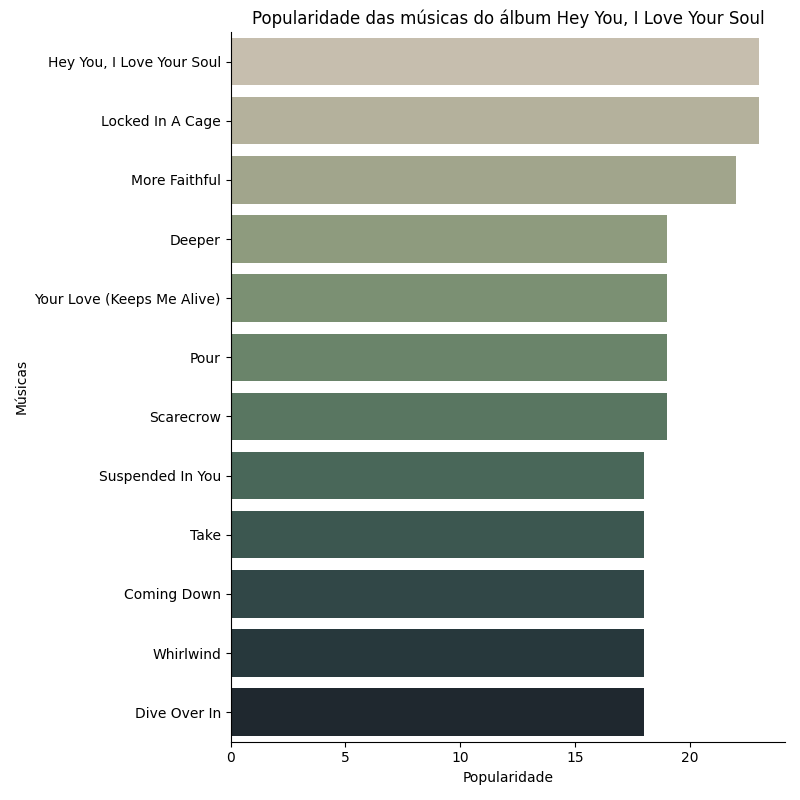 Popularidade das músicas do álbum Hey You, I Love Your Soul
Músicas
Hey You, I Love Your Soul
Locked In A Cage
More Faithful
Deeper
Your Love (Keeps Me Alive)
Pour
Scarecrow
Suspended In You
Take
Coming Down
Whirlwind
Dive Over In
0 5 10 15 20
Popularidade